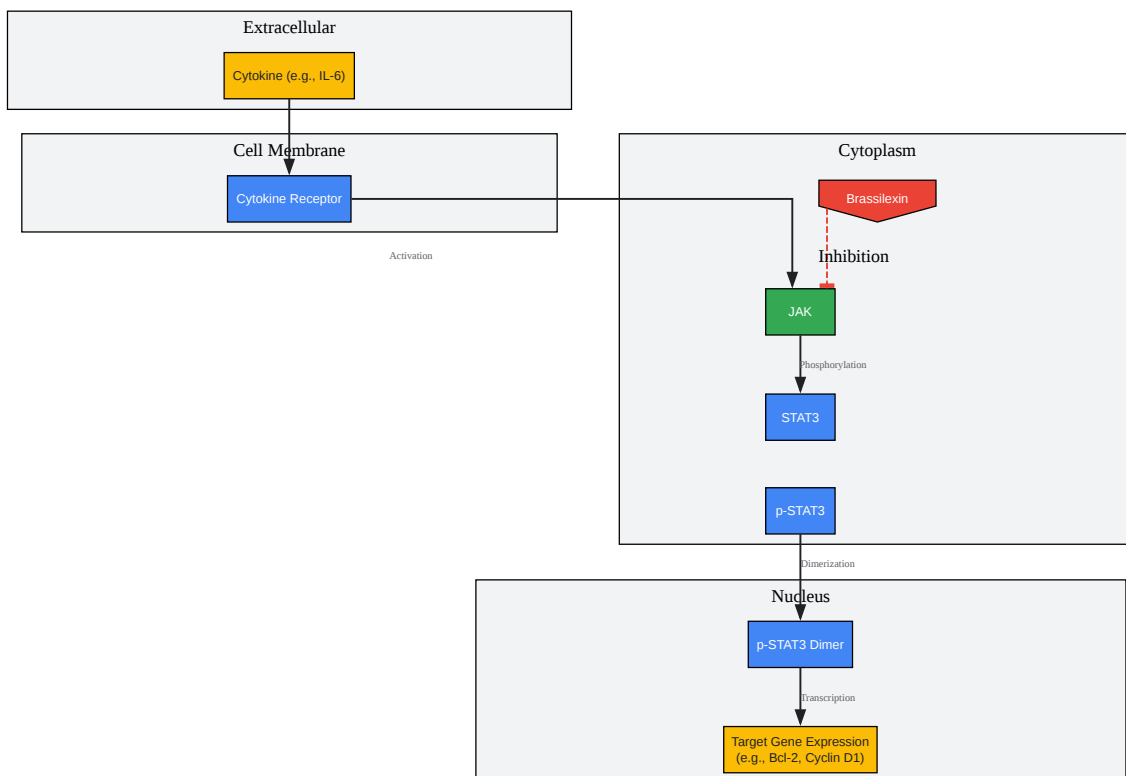 Extracellular
Cytokine (e.g., IL-6)
Cell Membrane
Cytokine Receptor
Activation
Cytoplasm
Brassilexin
Inhibition
JAK
Phosphorylation
STAT3
p-STAT3
Dimerization
Nucleus
p-STAT3 Dimer
Transcription
Target Gene Expression
(e.g., Bcl-2, Cyclin D1)